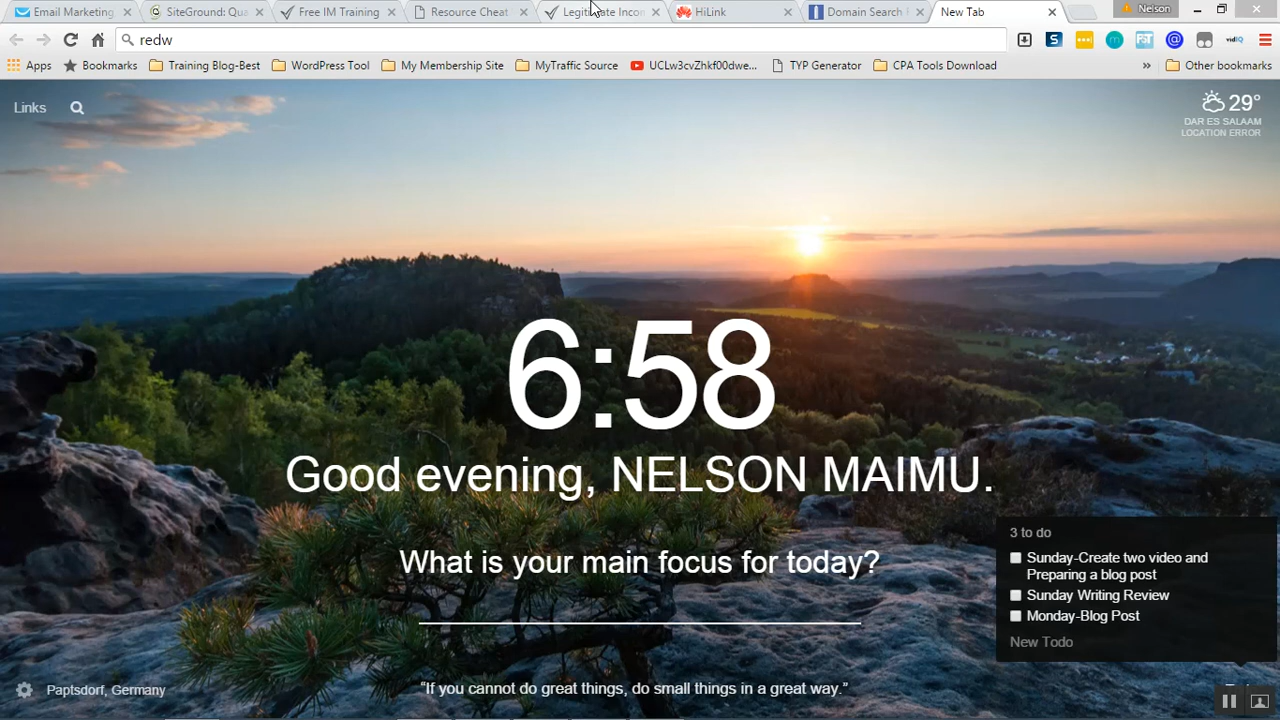 Email Marketing
SiteGround: Qua
Free IM Training
Resource Cheat
Legitimate Incon
HiLink
Domain Search
New Tab
Nelson
redw
FST
vidIQ
Apps
Bookmarks
Training Blog-Best
WordPress Tool
My Membership Site
MyTraffic Source
UCLw3cvZhkf00dwe...
TYP Generator
CPA Tools Download
»
Other bookmarks
Links
29°
DAR ES SALAAM
LOCATION ERROR
6:58
Good evening, NELSON MAIMU.
What is your main focus for today?
3 to do
Sunday-Create two video and
Preparing a blog post
Sunday Writing Review
Monday-Blog Post
New Todo
Paptsdorf, Germany
“If you cannot do great things, do small things in a great way.”